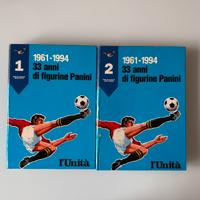 1
1961-1994
33 anni
di figurine Panini
l'Unità
2
1961-1994
33 anni
di figurine Panini
l'Unità